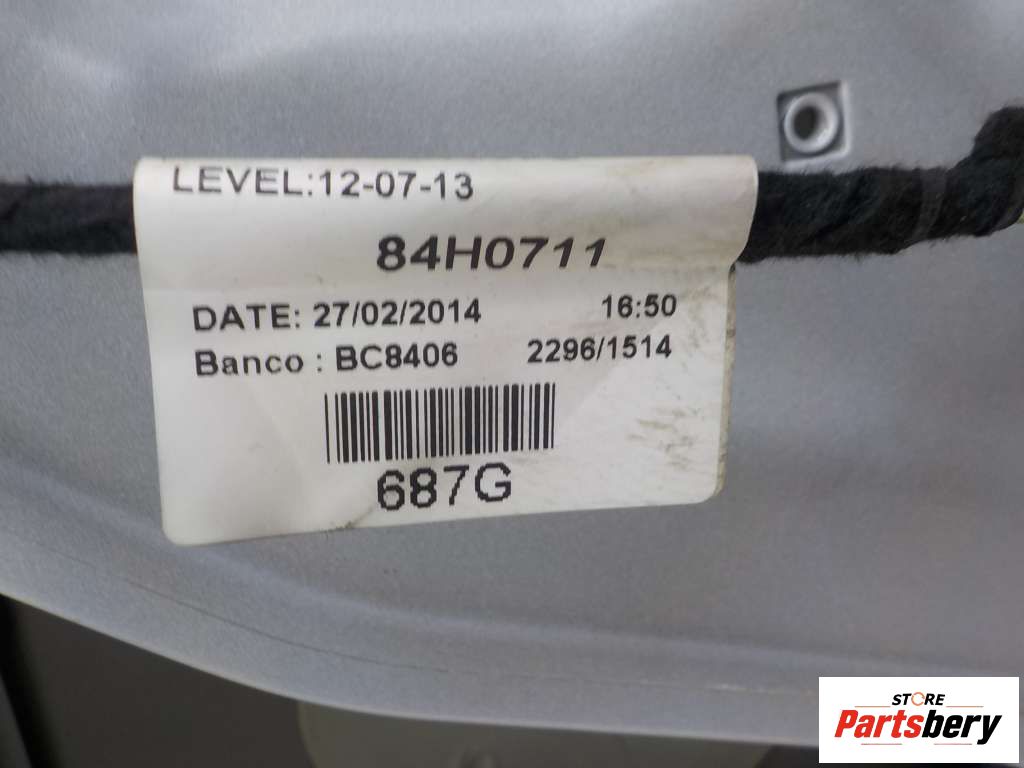 LEVEL:12-07-13
84H0711
DATE: 27/02/2014 16:50
Banco : BC8406 2296/1514
687G
STORE
Partsbery